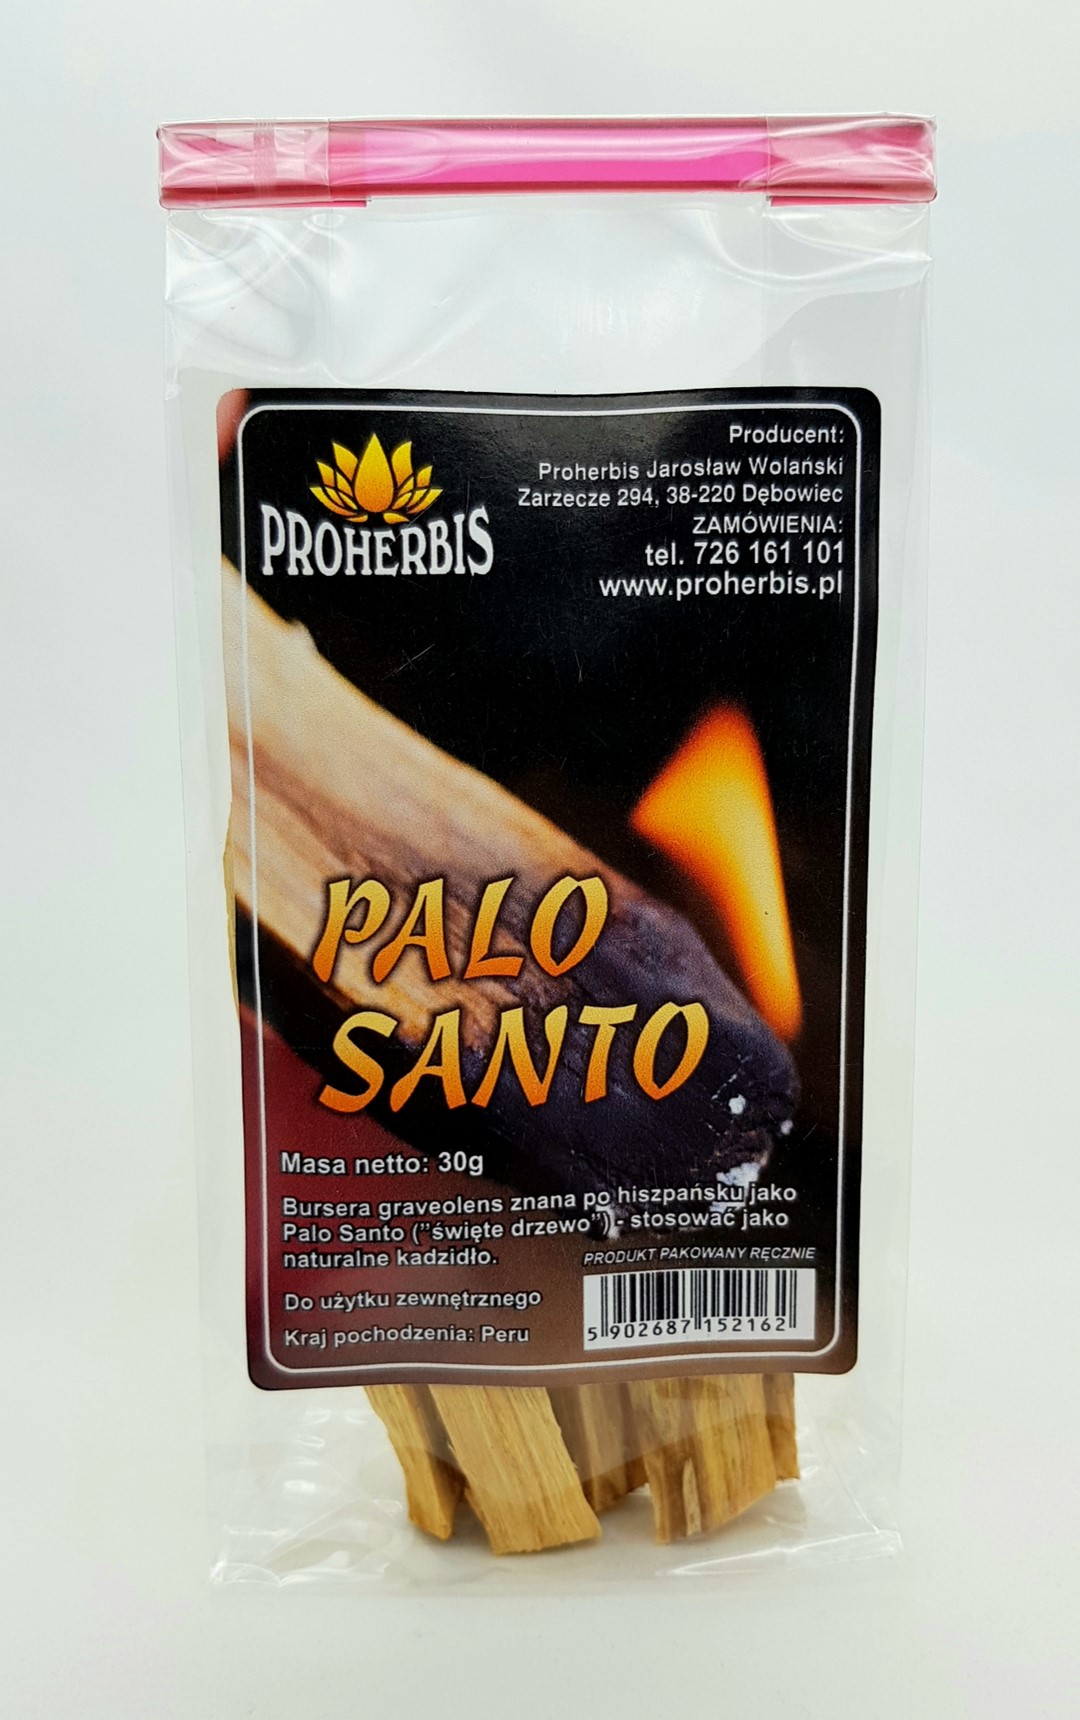 PROHERBIS
Producent:
Proherbis Jarosław Wolański
Zarzecze 294, 38-220 Dębowiec
ZAMÓWIENIA:
tel. 726 161 101
www.proherbis.pl
PALO
SANTO
Masa netto: 30g
Bursera graveolens znana po hiszpańsku jako
Palo Santo ("święte drzewo") - stosować jako
naturalne kadzidło.
PRODUKT PAKOWANY RĘCZNIE
Do użytku zewnętrznego
Kraj pochodzenia: Peru
5 902687 152162